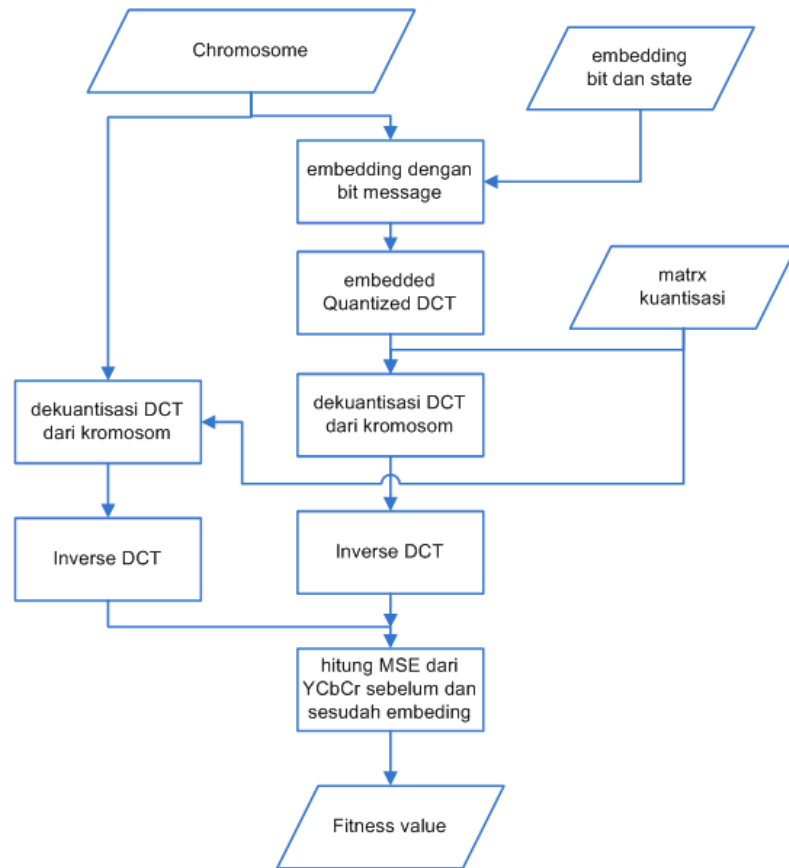 Chromosome
embedding
bit dan state
embedding dengan
bit message
embedded
Quantized DCT
matrx
kuantisasi
dekuantisasi DCT
dari kromosom
dekuantisasi DCT
dari kromosom
Inverse DCT
Inverse DCT
hitung MSE dari
YCbCr sebelum dan
sesudah embeding
Fitness value